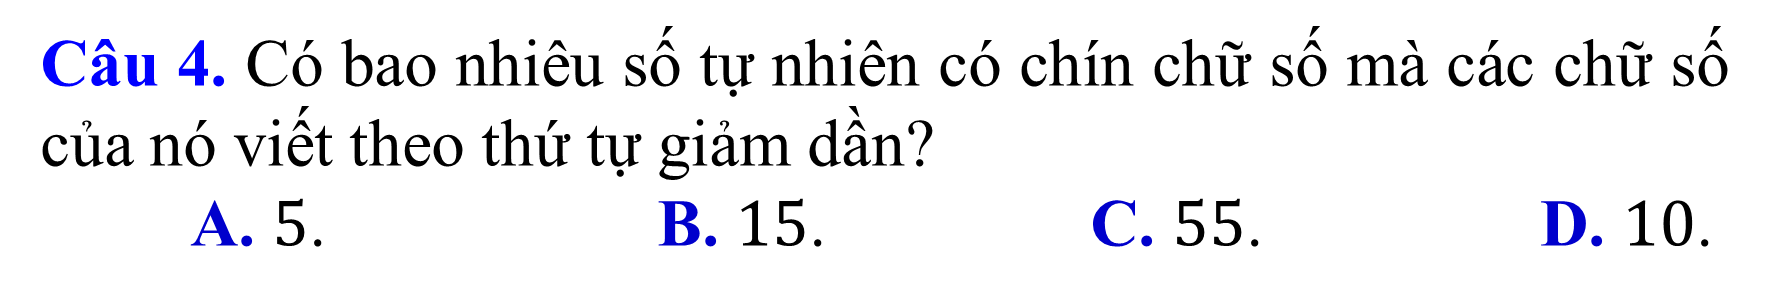 Câu 4. Có bao nhiêu số tự nhiên có chín chữ số mà các chữ số
của nó viết theo thứ tự giảm dần?
A. 5. B. 15. C. 55. D. 10.